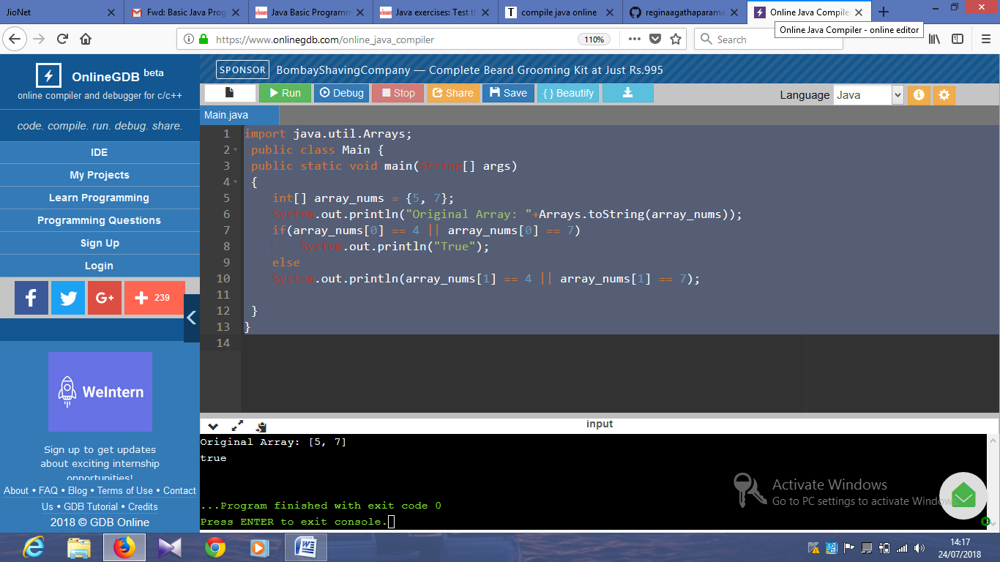 JioNet
Fwd: Basic Java Prog
Java Basic Programm
Java exercises: Test th
compile java online
reginaagathaparama
Online Java Compiler
Online Java Compiler - online editor
https://www.onlinegdb.com/online_java_compiler
110%
Search
OnlineGDB beta
online compiler and debugger for c/c++
code. compile. run. debug. share.
IDE
My Projects
Learn Programming
Programming Questions
Sign Up
Login
239
WeIntern
Sign up to get updates
about exciting internship
opportunities!
About • FAQ • Blog • Terms of Use • Contact
Us • GDB Tutorial • Credits
2018 © GDB Online
SPONSOR BombayShavingCompany — Complete Beard Grooming Kit at Just Rs.995
Run Debug Stop Share Save { } Beautify
Language Java
Main.java
1 import java.util.Arrays;
2 public class Main {
3 public static void main(String[] args)
4 {
5 int[] array_nums = {5, 7};
6 System.out.println("Original Array: "+Arrays.toString(array_nums));
7 if(array_nums[0] == 4 || array_nums[0] == 7)
8 System.out.println("True");
9 else
10 System.out.println(array_nums[1] == 4 || array_nums[1] == 7);
11
12 }
13 }
14
input
Original Array: [5, 7]
true
...Program finished with exit code 0
Press ENTER to exit console.
Activate Windows
Go to PC settings to activate Windows.
14:17
24/07/2018